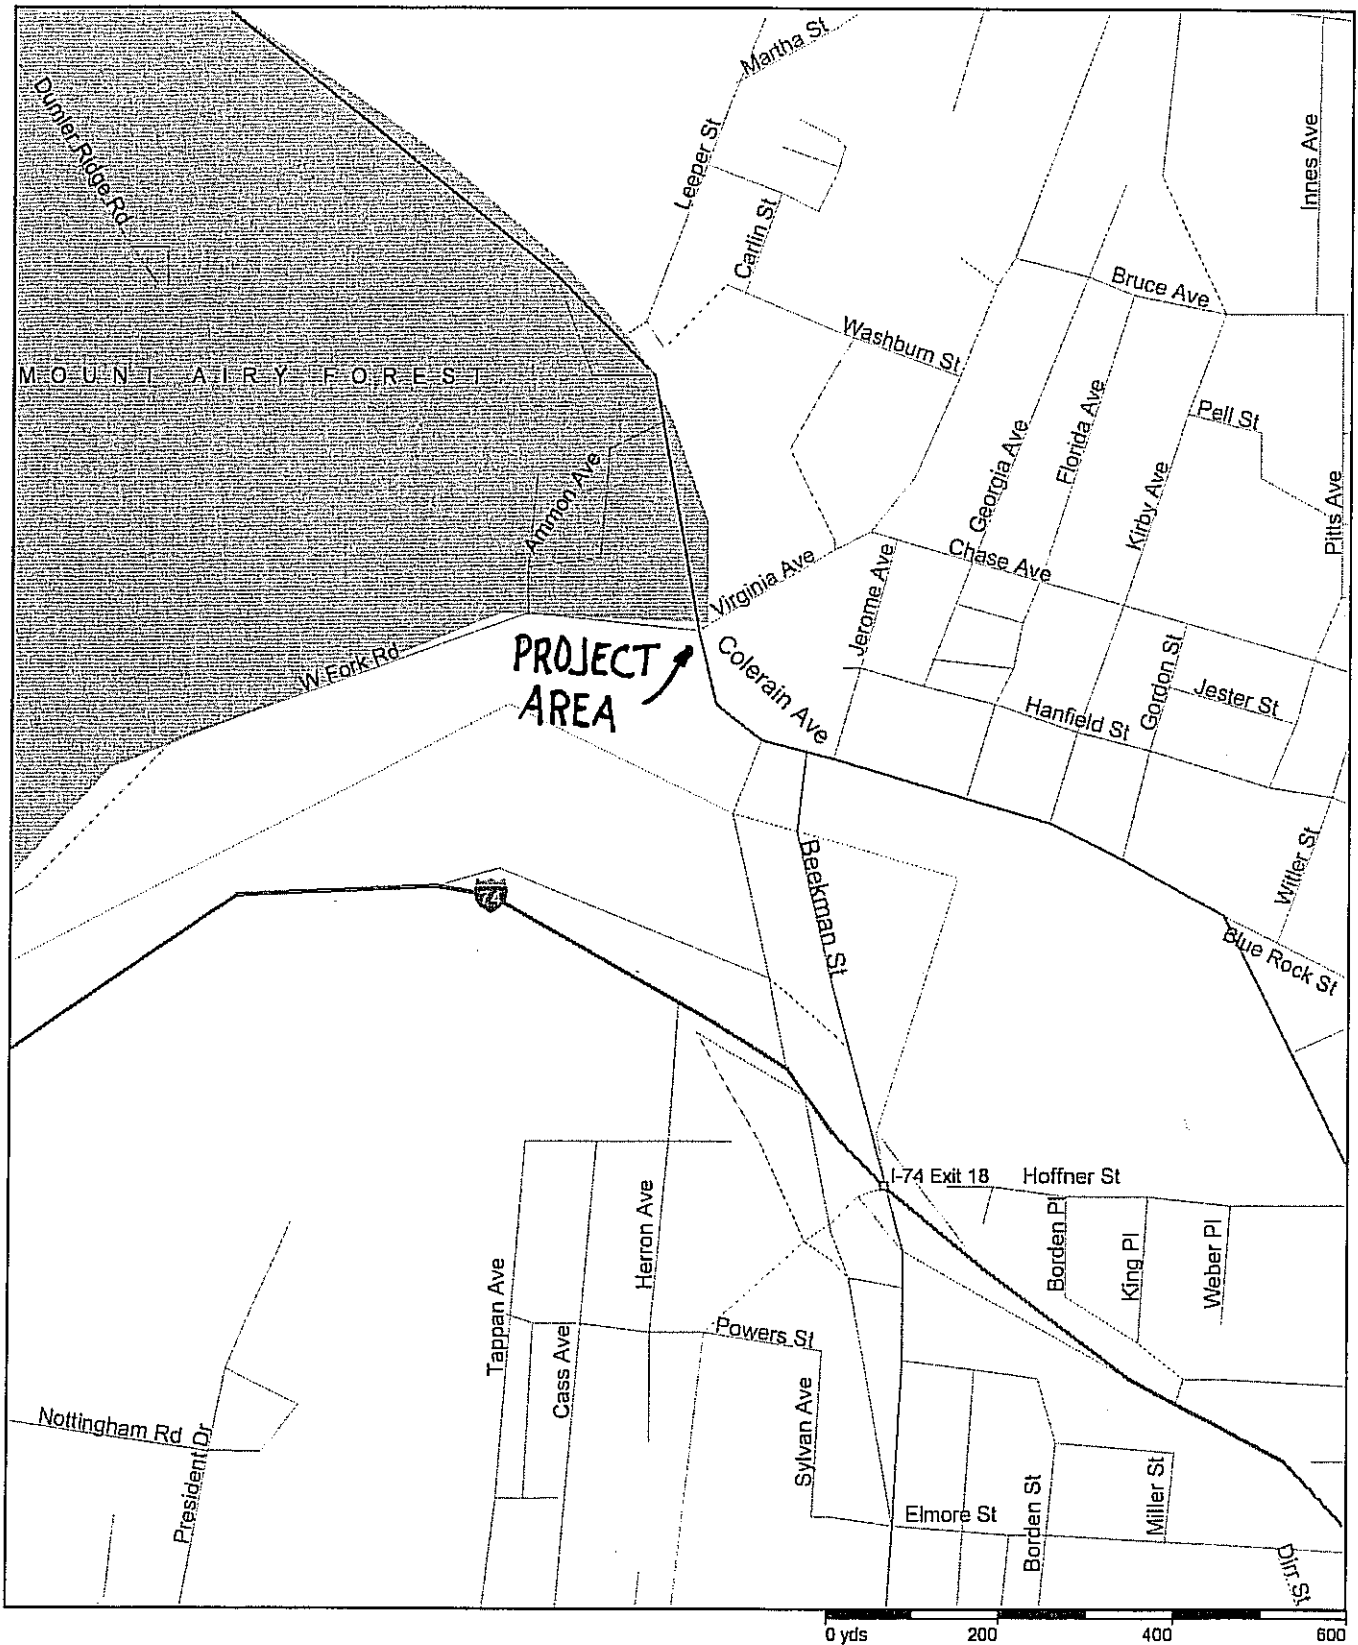 Martha St
Dumler Ridge Rd
Leeper St
Innes Ave
Carlin St
Bruce Ave
Washburn St
MOUNT AIRY FOREST
Florida Ave
Pell St
Georgia Ave
Ammon Ave
Kirby Ave
Pitts Ave
Chase Ave
Virginia Ave
Jerome Ave
PROJECT
AREA
W Fork Rd
Colerain Ave
Gordon St
Jester St
Hanfield St
Witler St
Beekman St
74
Blue Rock St
I-74 Exit 18
Hoffner St
Borden Pl
King Pl
Weber Pl
Herron Ave
Tappan Ave
Powers St
Cass Ave
Sylvan Ave
Nottingham Rd
President Dr
Elmore St
Borden St
Miller St
Dirr St
0 yds 200 400 600